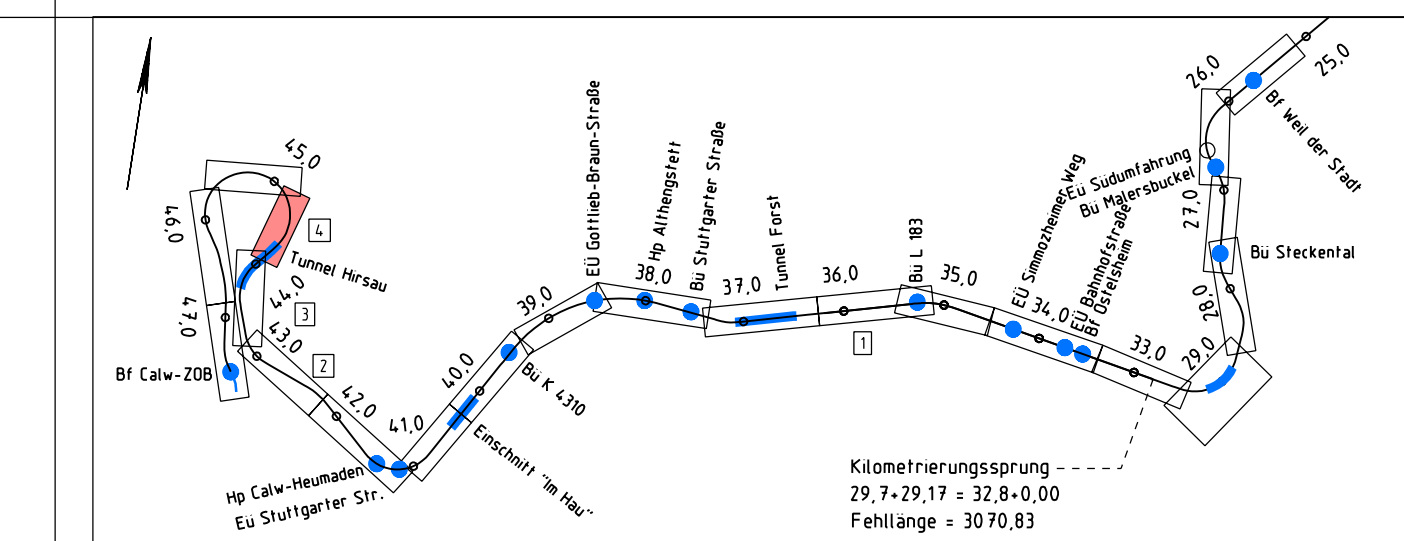 25,0
26,0
Bf Weil der Stadt
EÜ Südumfahrung
Bü Malersbuckel
27,0
Bü Steckental
28,0
29,0
33,0
EÜ Bahnhofstraße
Bf Ostelsheim
34,0
EÜ Simmozheimer Weg
35,0
Bü L 183
36,0
1
Tunnel Forst
37,0
Bü Stuttgarter Straße
Hp Althengstett
38,0
EÜ Gottlieb-Braun-Straße
39,0
Bü K 4310
40,0
Einschnitt "Im Hau"
41,0
Hp Calw-Heumaden
EÜ Stuttgarter Str.
42,0
2
43,0
3
44,0
Tunnel Hirsau
4
45,0
46,0
47,0
Bf Calw-ZOB
Kilometrierungssprung
29,7+29,17 = 32,8+0,00
Fehllänge = 3070,83